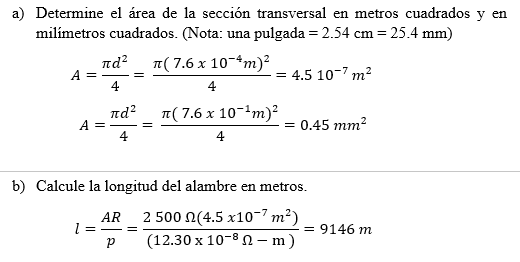 a) Determine el área de la sección transversal en metros cuadrados y en
milímetros cuadrados. (Nota: una pulgada = 2.54 cm = 25.4 mm)
A = πd²/4 = π( 7.6 x 10⁻⁴m)²/4 = 4.5 10⁻⁷ m²
A = πd²/4 = π( 7.6 x 10⁻¹m)²/4 = 0.45 mm²
b) Calcule la longitud del alambre en metros.
l = AR/p = 2 500 Ω(4.5 x10⁻⁷ m²)/(12.30 x 10⁻⁸ Ω − m ) = 9146 m